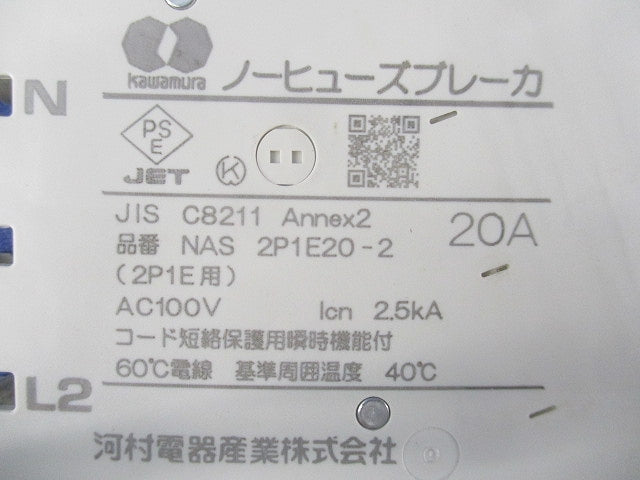 Kawamura ノーヒューズブレーカ
N
PS
E
JET
K
JIS C8211 Annex2
20A
品番 NAS 2P1E20-2
(2P1E用)
AC100V Icn 2.5kA
コード短絡保護用瞬時機能付
60℃電線 基準周囲温度 40℃
L2
河村電器産業株式会社